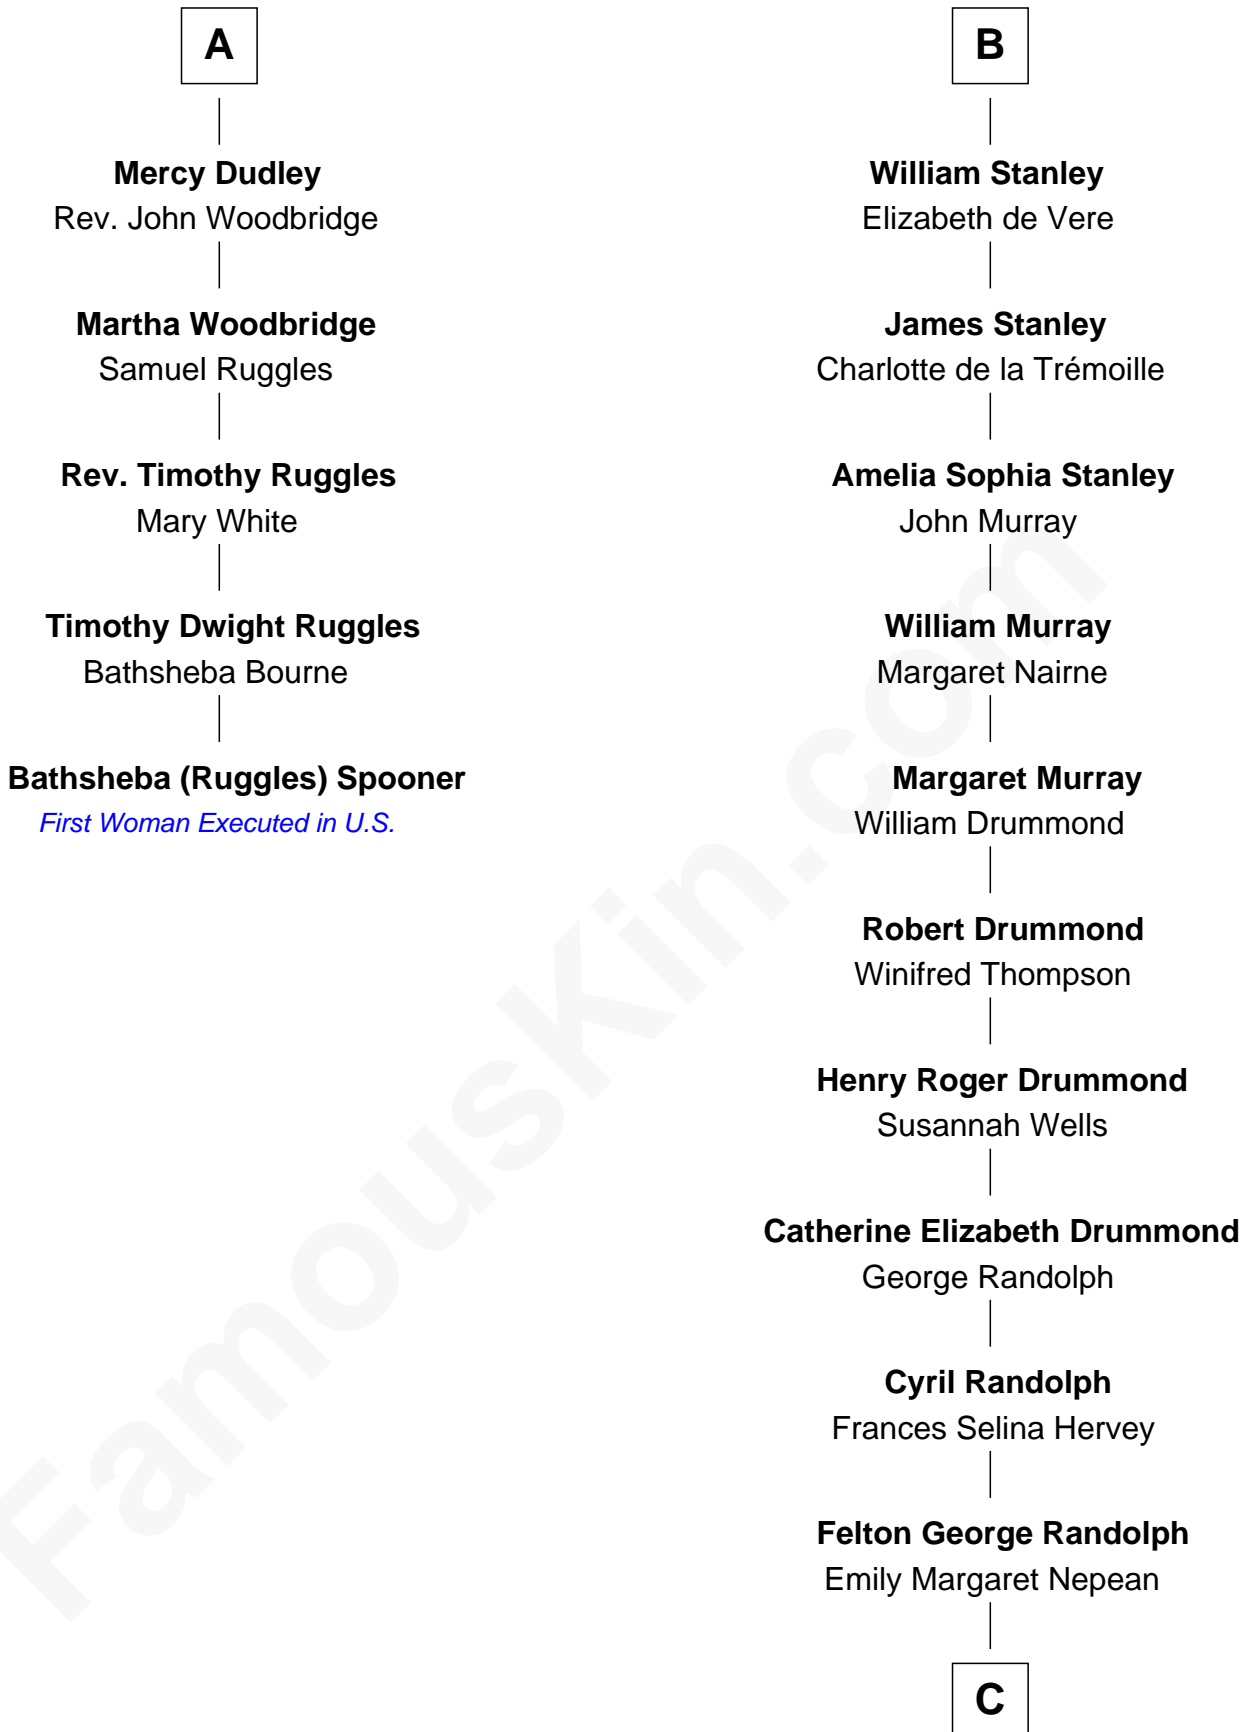 A
Mercy Dudley
Rev. John Woodbridge
Martha Woodbridge
Samuel Ruggles
Rev. Timothy Ruggles
Mary White
Timothy Dwight Ruggles
Bathsheba Bourne
Bathsheba (Ruggles) Spooner
First Woman Executed in U.S.
B
William Stanley
Elizabeth de Vere
James Stanley
Charlotte de la Trémoille
Amelia Sophia Stanley
John Murray
William Murray
Margaret Nairne
Margaret Murray
William Drummond
Robert Drummond
Winifred Thompson
Henry Roger Drummond
Susannah Wells
Catherine Elizabeth Drummond
George Randolph
Cyril Randolph
Frances Selina Hervey
Felton George Randolph
Emily Margaret Nepean
C
FamousKin.com